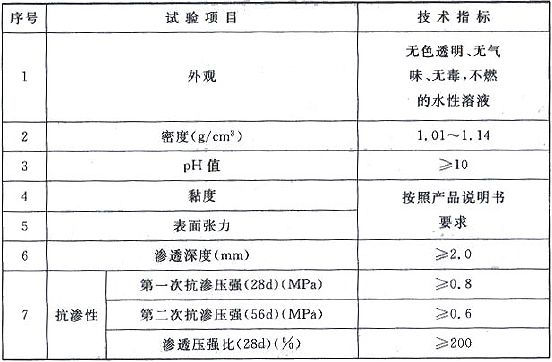 序号 试验项目 技术指标
1 外观 无色透明、无气
味、无毒,不燃
的水性溶液
2 密度(g/cm³) 1.01～1.14
3 pH值 ⩾10
4 黏度 按照产品说明书
5 表面张力 要求
6 渗透深度(mm) ⩾2.0
7 抗渗性 第一次抗渗压强(28d)(MPa) ⩾0.8
第二次抗渗压强(56d)(MPa) ⩾0.6
渗透压强比(28d)(%) ⩾200